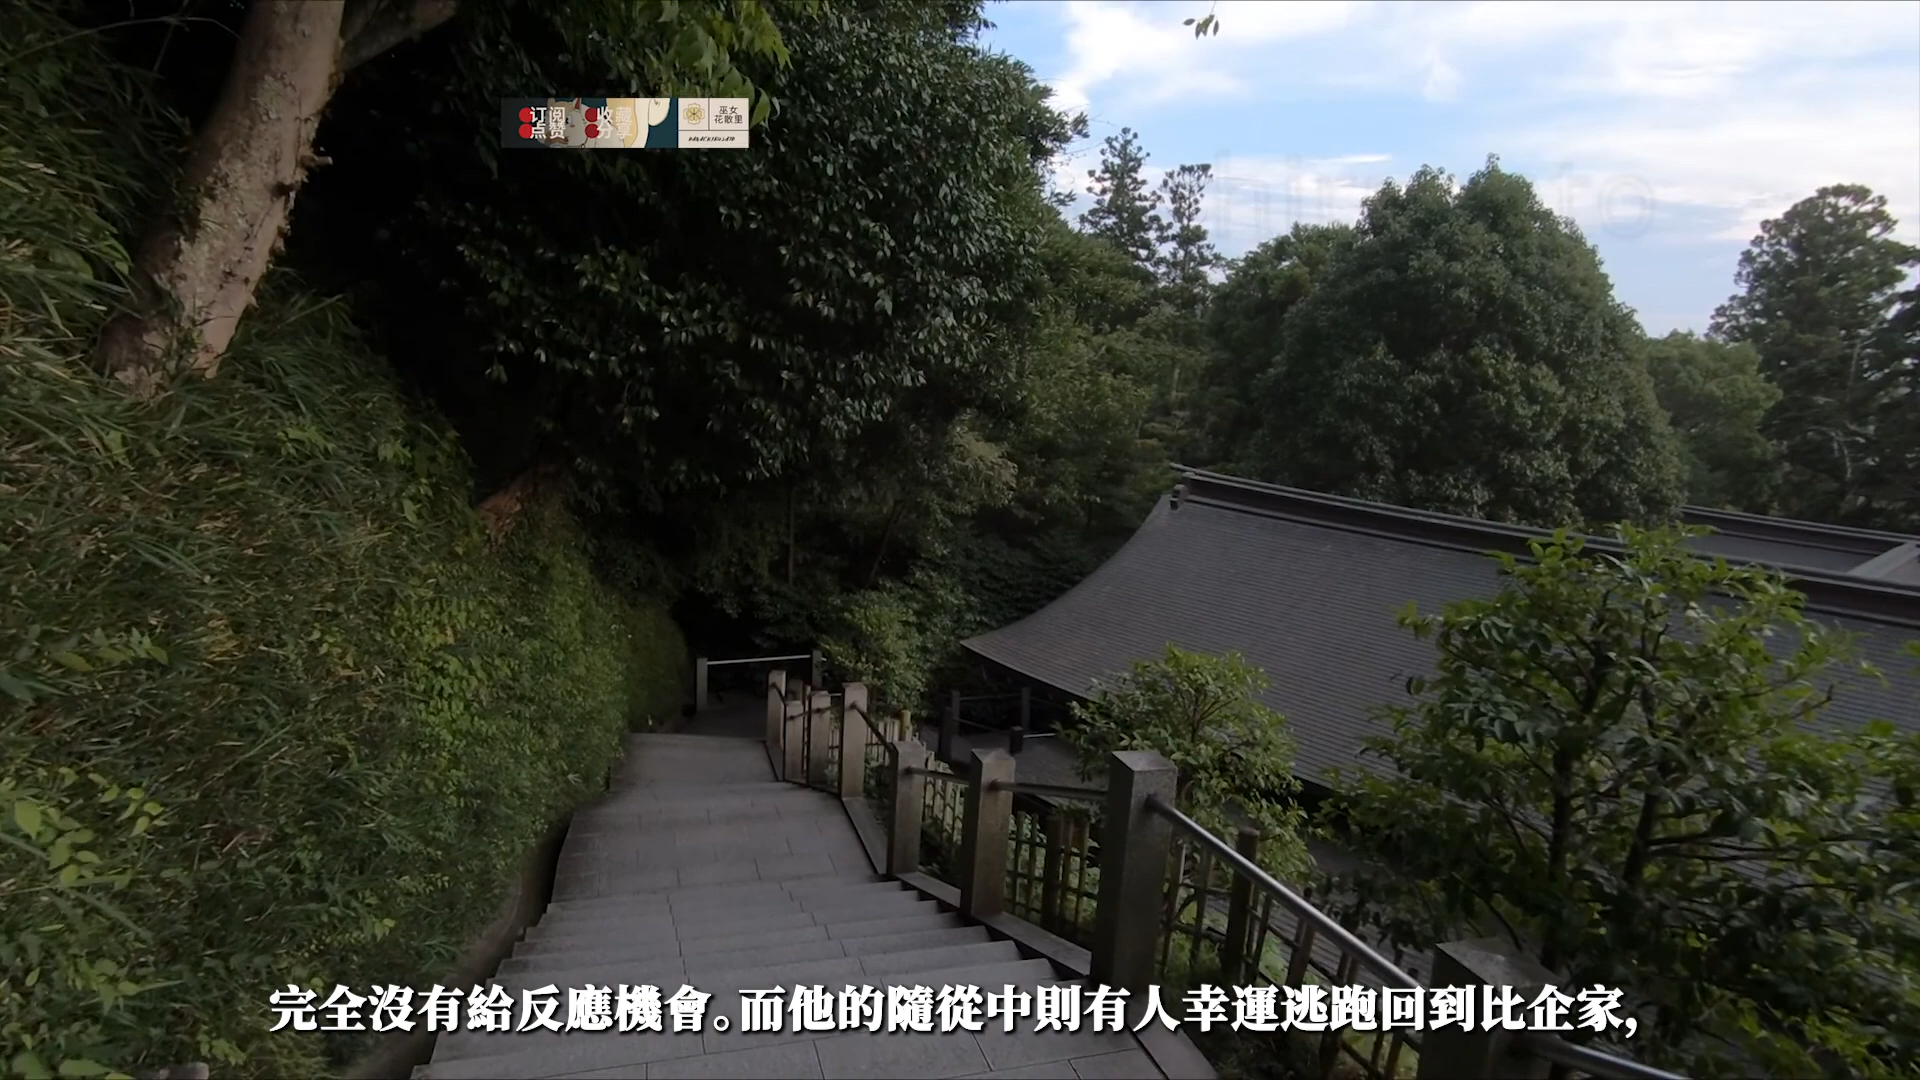 订阅
点赞
收藏
分享
巫女
花散里
完全沒有給反應機會。而他的隨從中則有人幸運逃跑回到比企家,